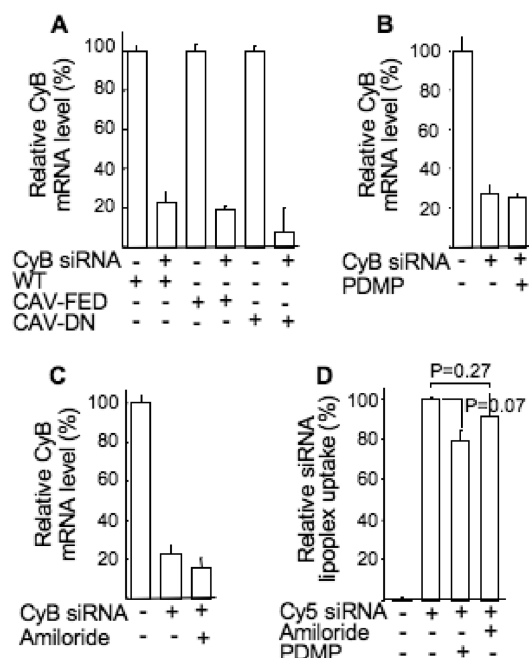 A
Relative CyB
mRNA level (%)
100
80
60
40
20
CyB siRNA - + - + - +
WT + + - - - -
CAV-FED - - + + - -
CAV-DN - - - - + +
B
Relative CyB
mRNA level (%)
100
80
60
40
20
CyB siRNA - + +
PDMP - - +
C
Relative CyB
mRNA level (%)
100
80
60
40
20
CyB siRNA - + +
Amiloride - - +
D
P=0.27
P=0.07
Relative siRNA
lipoplex uptake (%)
100
80
60
40
20
Cy5 siRNA - + + +
Amiloride - - - +
PDMP - - + -